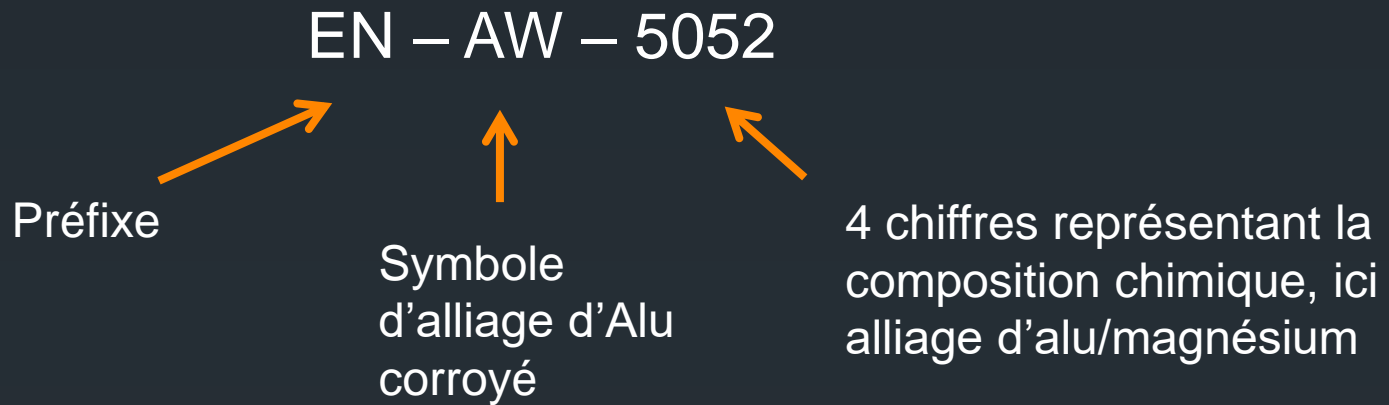 EN – AW – 5052
Préfixe
Symbole
d’alliage d’Alu
corroyé
4 chiffres représentant la
composition chimique, ici
alliage d’alu/magnésium